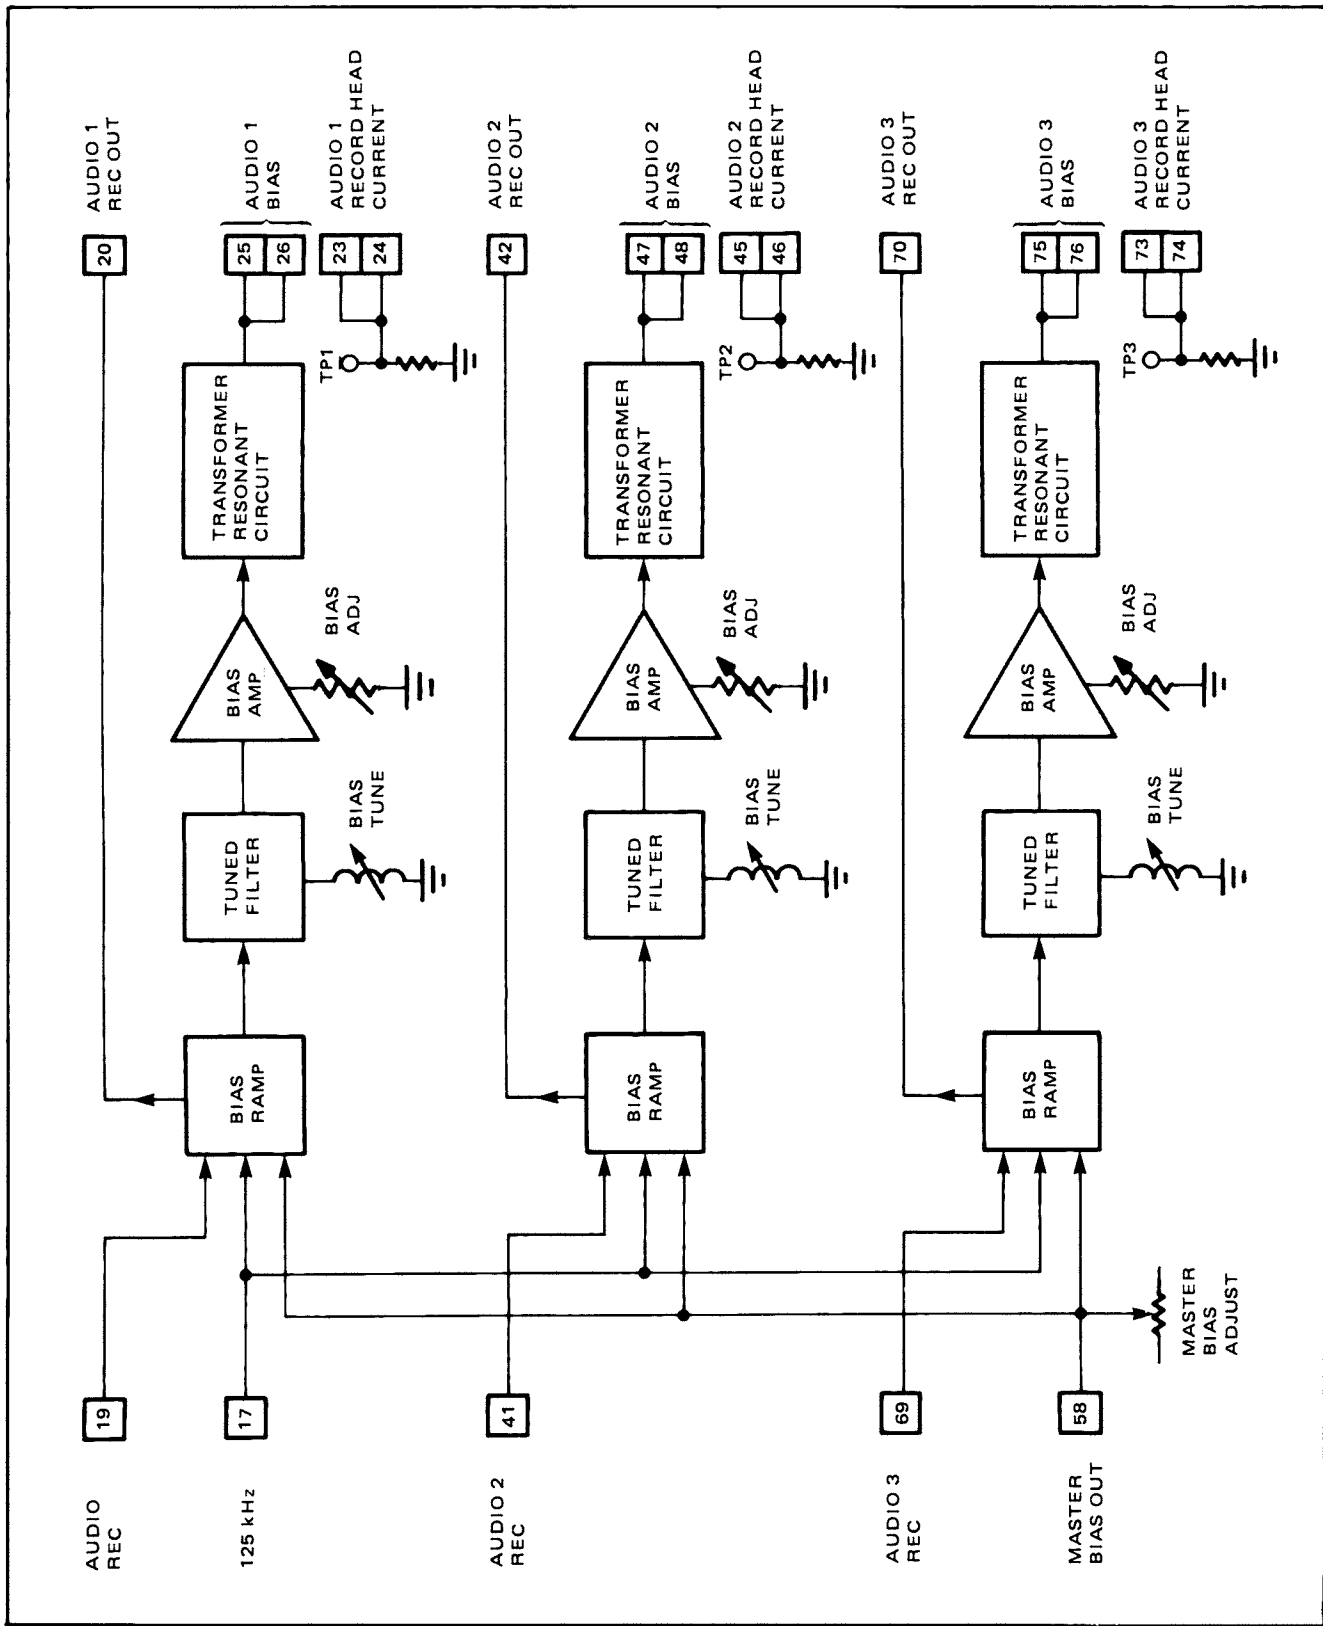 AUDIO
REC
19
20
AUDIO 1
REC OUT
125 kHz
17
BIAS
RAMP
TUNED
FILTER
BIAS
TUNE
BIAS
AMP
BIAS
ADJ
TRANSFORMER
RESONANT
CIRCUIT
25
26
AUDIO 1
BIAS
TP1
23
24
AUDIO 1
RECORD HEAD
CURRENT
AUDIO 2
REC
41
42
AUDIO 2
REC OUT
BIAS
RAMP
TUNED
FILTER
BIAS
TUNE
BIAS
AMP
BIAS
ADJ
TRANSFORMER
RESONANT
CIRCUIT
47
48
AUDIO 2
BIAS
TP2
45
46
AUDIO 2
RECORD HEAD
CURRENT
AUDIO 3
REC
69
70
AUDIO 3
REC OUT
MASTER
BIAS OUT
58
MASTER
BIAS
ADJUST
BIAS
RAMP
TUNED
FILTER
BIAS
TUNE
BIAS
AMP
BIAS
ADJ
TRANSFORMER
RESONANT
CIRCUIT
75
76
AUDIO 3
BIAS
TP3
73
74
AUDIO 3
RECORD HEAD
CURRENT